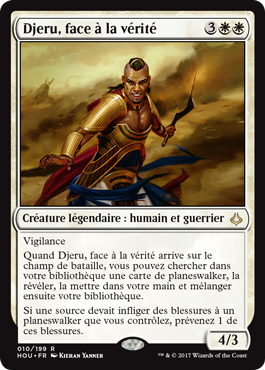 Djeru, face à la vérité 3
Créature légendaire : humain et guerrier
Vigilance
Quand Djeru, face à la vérité arrive sur le
champ de bataille, vous pouvez chercher dans
votre bibliothèque une carte de planeswalker, la
révéler, la mettre dans votre main et mélanger
ensuite votre bibliothèque.
Si une source devait infliger des blessures à un
planeswalker que vous contrôlez, prévenez 1 de
ces blessures.
4/3
010/199 R
HOU • FR KIERAN YANNER
™ & © 2017 Wizards of the Coast